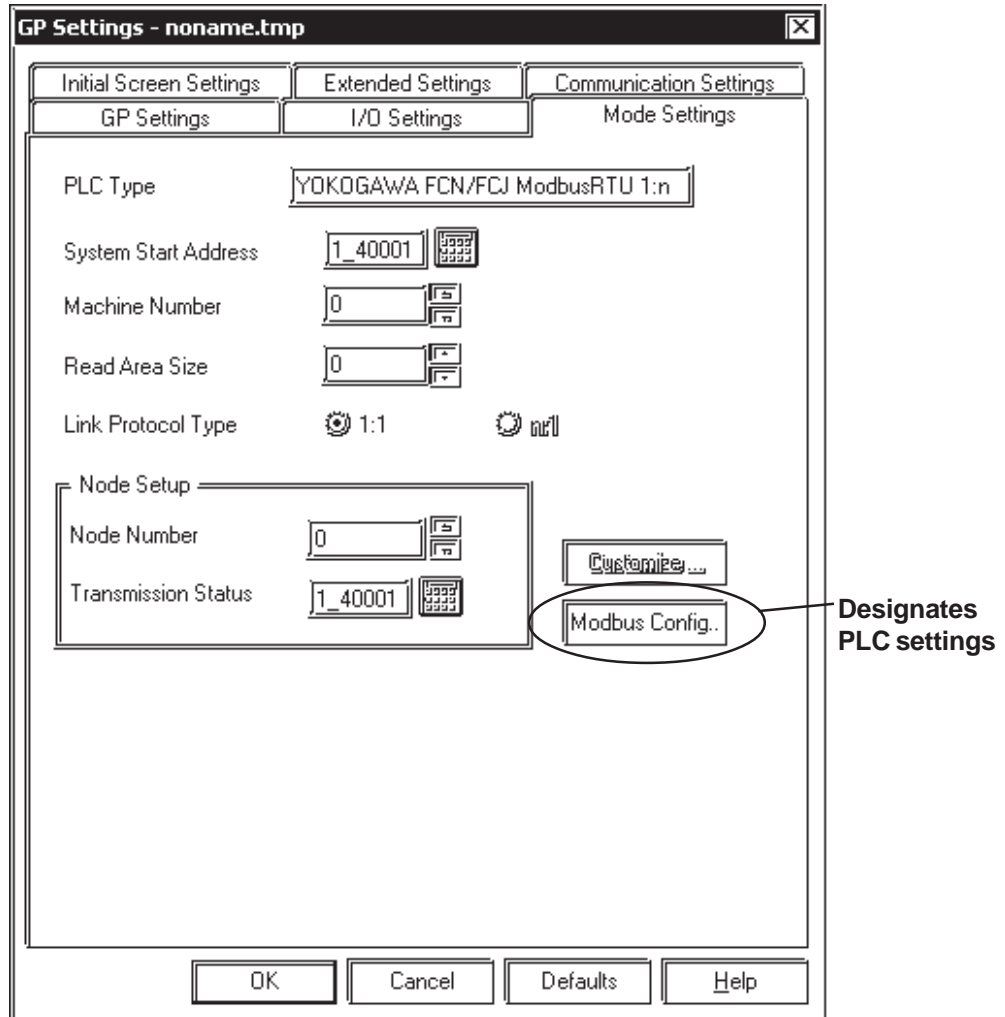 GP Settings - noname.tmp
Initial Screen Settings
Extended Settings
Communication Settings
GP Settings
I/O Settings
Mode Settings
PLC Type
YOKOGAWA FCN/FCJ ModbusRTU 1:n
System Start Address
1_40001
Machine Number
0
Read Area Size
0
Link Protocol Type
1:1
n:1
Node Setup
Node Number
0
Transmission Status
1_40001
Customize ...
Modbus Config..
Designates
PLC settings
OK
Cancel
Defaults
Help